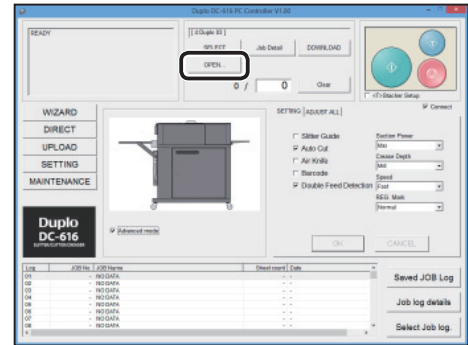 Duplo DC-616 PC Controller V1.00
READY
SELECT
Job Detail
DOWNLOAD
OPEN...
0 / 0
Clear
Stacker Setup
Connect
WIZARD
DIRECT
UPLOAD
SETTING
MAINTENANCE
Duplo
DC-616
SLITTER/CUTTER/CREASER
Advanced mode
SETTING
ADJUST ALL
Slitter Guide
Auto Cut
Air Knife
Barcode
Double Feed Detection
Suction Power
Max
Crease Depth
Mid
Speed
Fast
REG. Mark
Normal
OK
CANCEL
Log JOB No. JOB Name Sheet count Date
01 - NO DATA - -
02 - NO DATA - -
03 - NO DATA - -
04 - NO DATA - -
05 - NO DATA - -
06 - NO DATA - -
07 - NO DATA - -
08 - NO DATA - -
Saved JOB Log
Job log details
Select Job log.